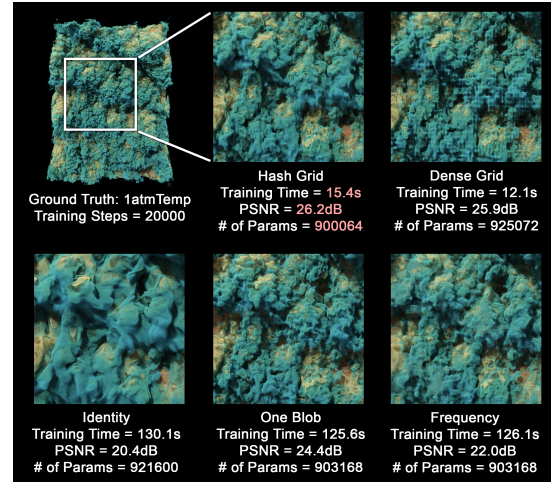 Ground Truth: 1atmTemp
Training Steps = 20000
Hash Grid
Training Time = 15.4s
PSNR = 26.2dB
# of Params = 900064
Dense Grid
Training Time = 12.1s
PSNR = 25.9dB
# of Params = 925072
Identity
Training Time = 130.1s
PSNR = 20.4dB
# of Params = 921600
One Blob
Training Time = 125.6s
PSNR = 24.4dB
# of Params = 903168
Frequency
Training Time = 126.1s
PSNR = 22.0dB
# of Params = 903168